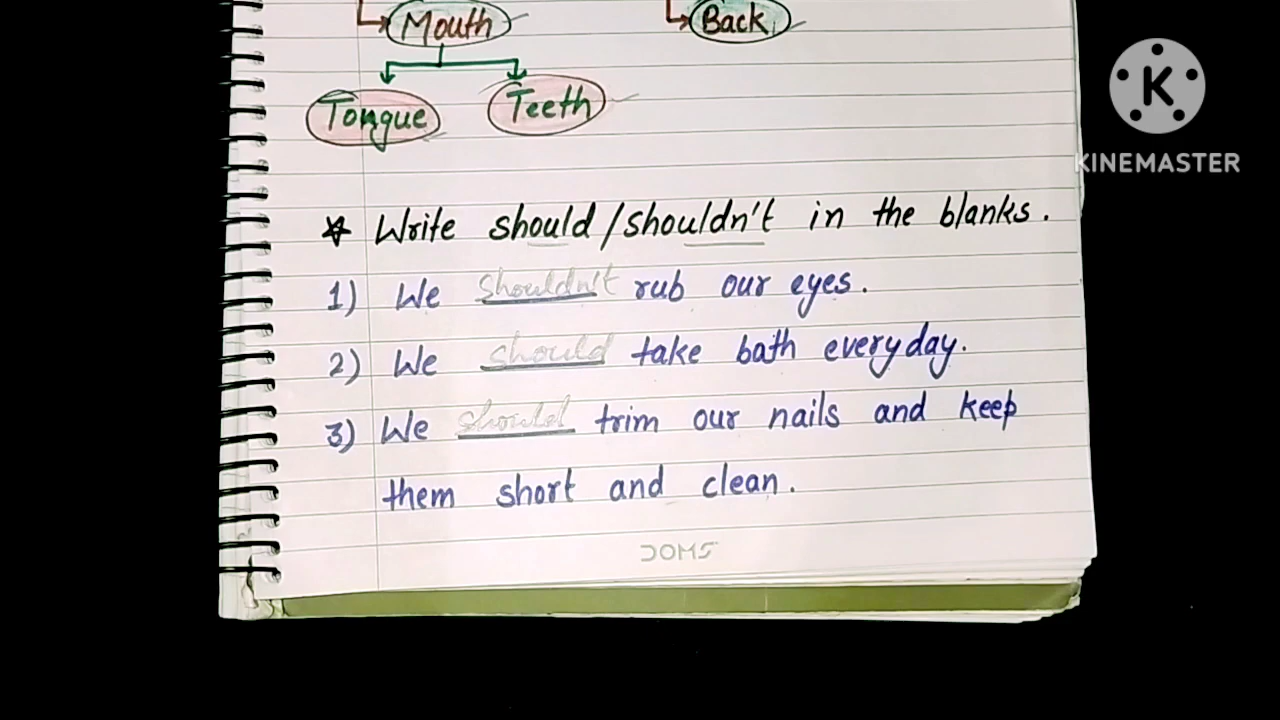 Mouth
Back
Tongue
Teeth
K
KINEMASTER
* Write should/shouldn't in the blanks.
1) We shouldn't rub our eyes.
2) We should take bath everyday.
3) We should trim our nails and keep
them short and clean.
DOMS